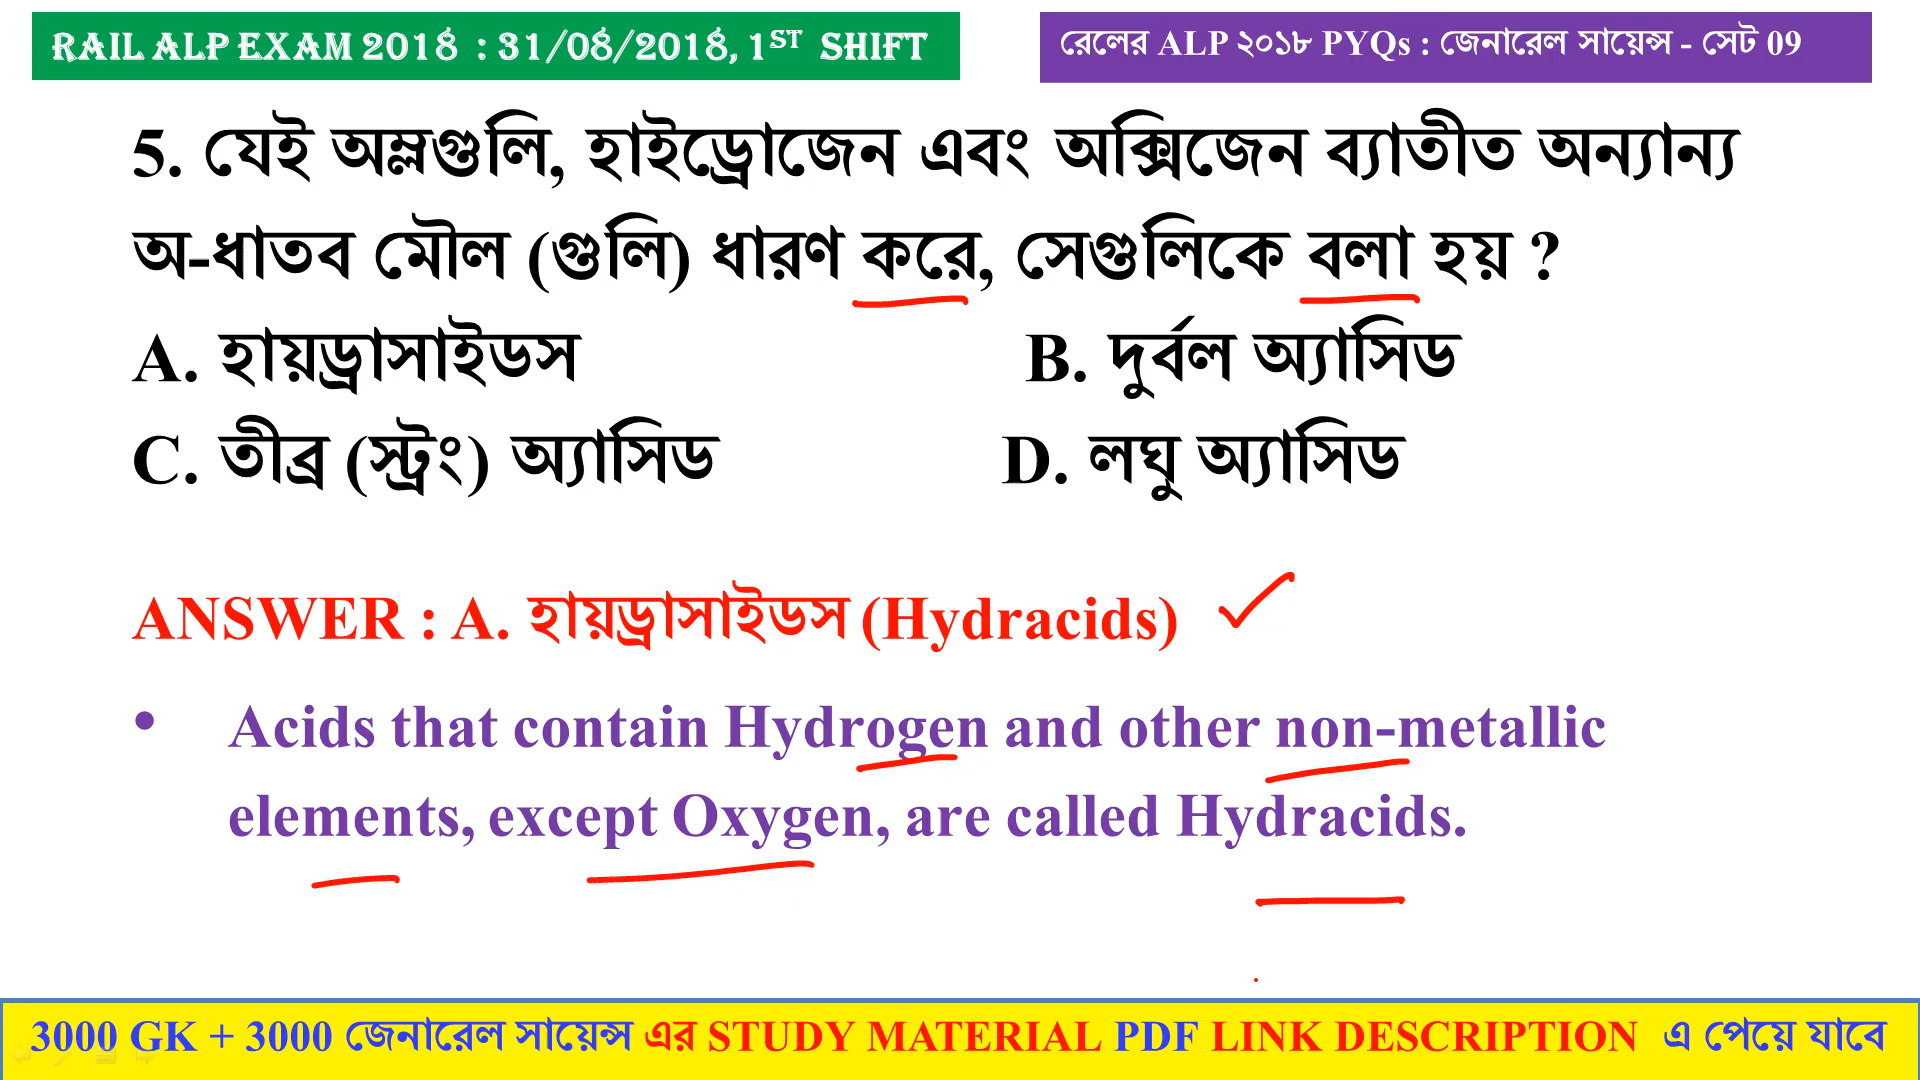 RAIL ALP EXAM 2018 : 31/08/2018, 1ST SHIFT
রেলের ALP ২০১৮ PYQs : জেনারেল সায়েন্স - সেট 09
5. যেই অম্লগুলি, হাইড্রোজেন এবং অক্সিজেন ব্যাতীত অন্যান্য
অ-ধাতব মৌল (গুলি) ধারণ করে, সেগুলিকে বলা হয় ?
A. হায়ড্রাসাইডস B. দুর্বল অ্যাসিড
C. তীব্র (স্ট্রং) অ্যাসিড D. লঘু অ্যাসিড
ANSWER : A. হায়ড্রাসাইডস (Hydracids)
• Acids that contain Hydrogen and other non-metallic
elements, except Oxygen, are called Hydracids.
3000 GK + 3000 জেনারেল সায়েন্স এর STUDY MATERIAL PDF LINK DESCRIPTION এ পেয়ে যাবে